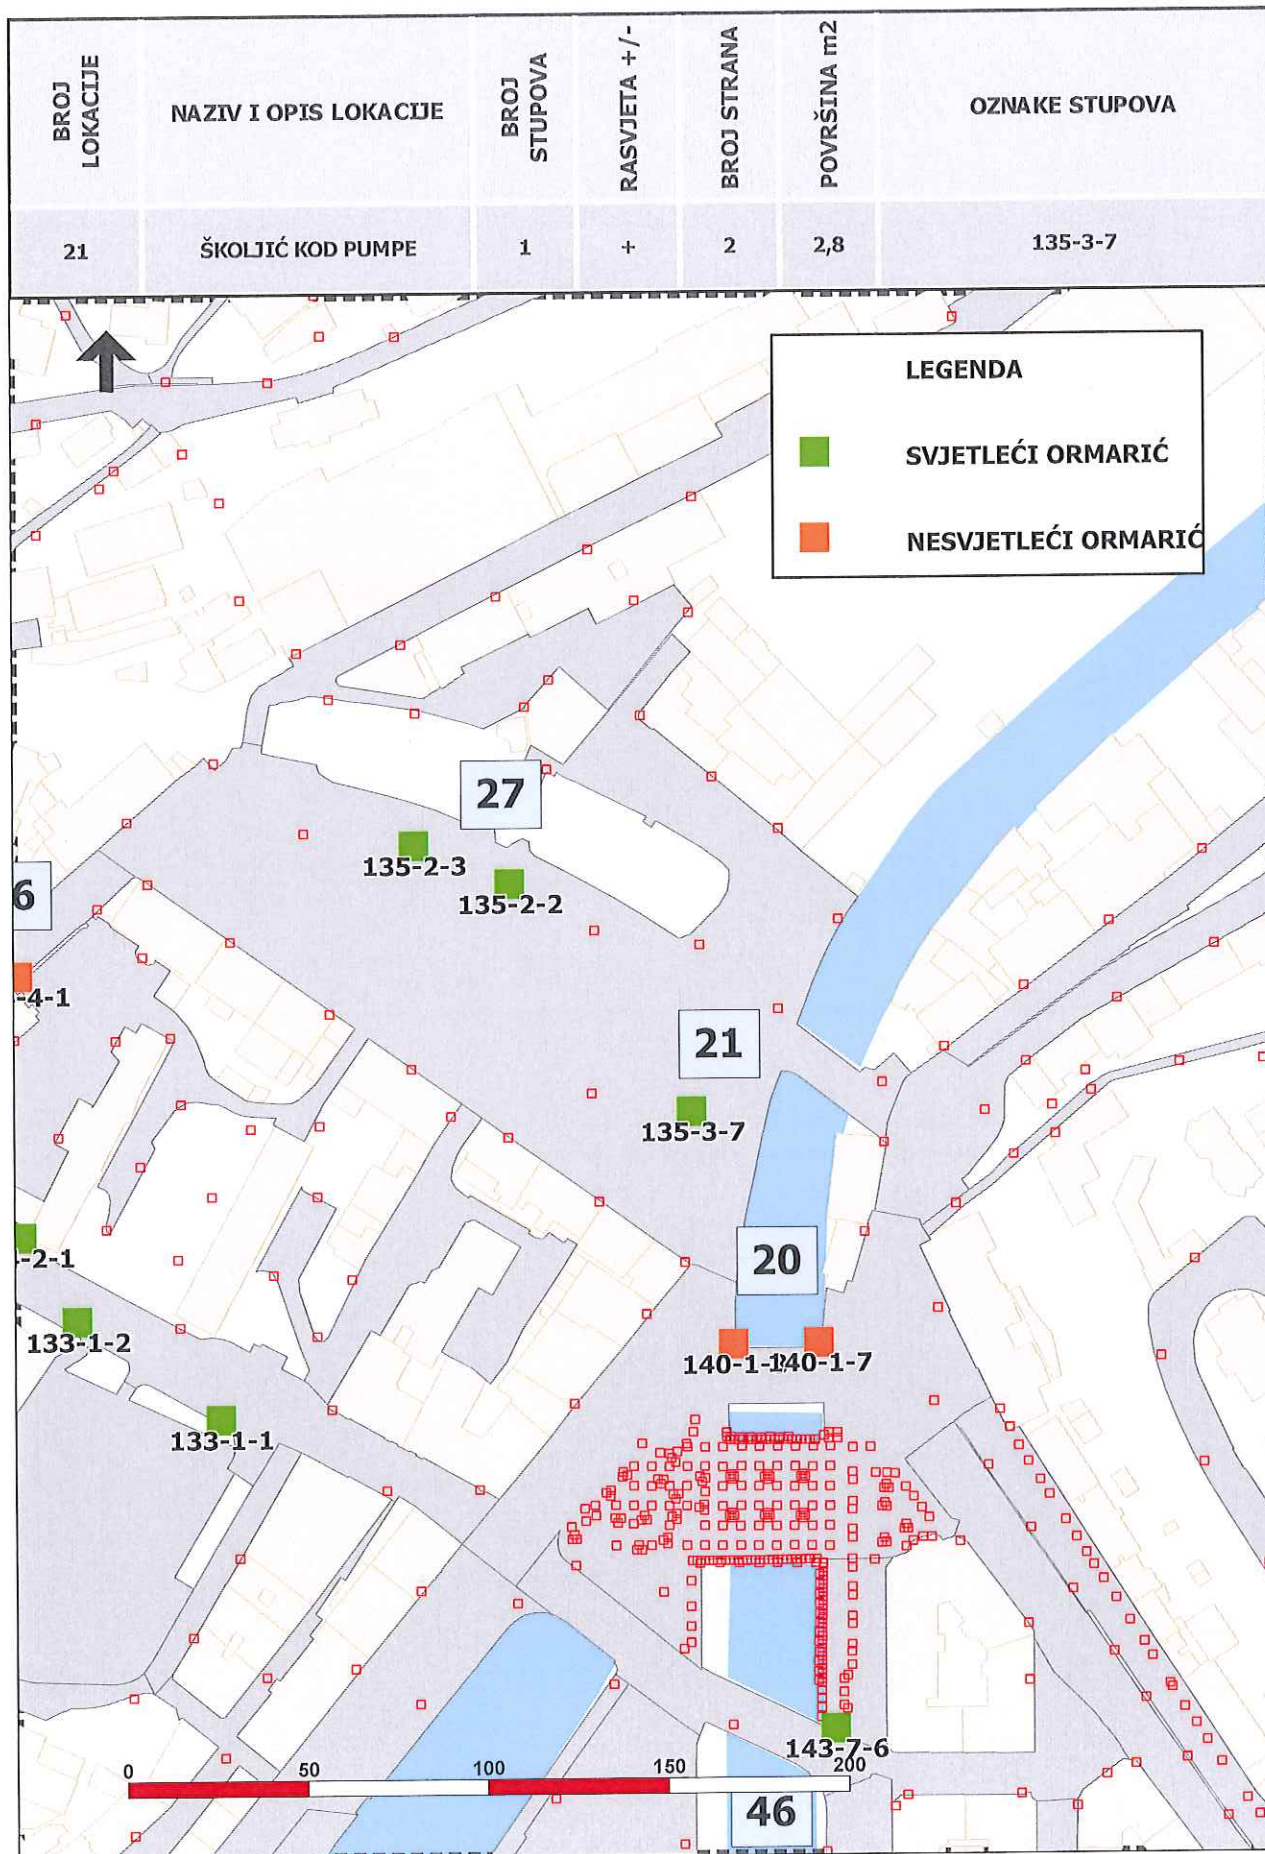 BROJ
LOKACIJE
NAZIV I OPIS LOKACIJE
BROJ
STUPOVA
RASVJETA +/-
BROJ STRANA
POVRŠINA m2
OZNAKE STUPOVA
21
ŠKOLJIĆ KOD PUMPE
1
+
2
2,8
135-3-7
LEGENDA
SVJETLEĆI ORMARIĆ
NESVJETLEĆI ORMARIĆ
27
135-2-3
135-2-2
6
-4-1
21
135-3-7
20
-2-1
133-1-2
140-1-
140-1-7
133-1-1
143-7-6
0
50
100
150
200
46